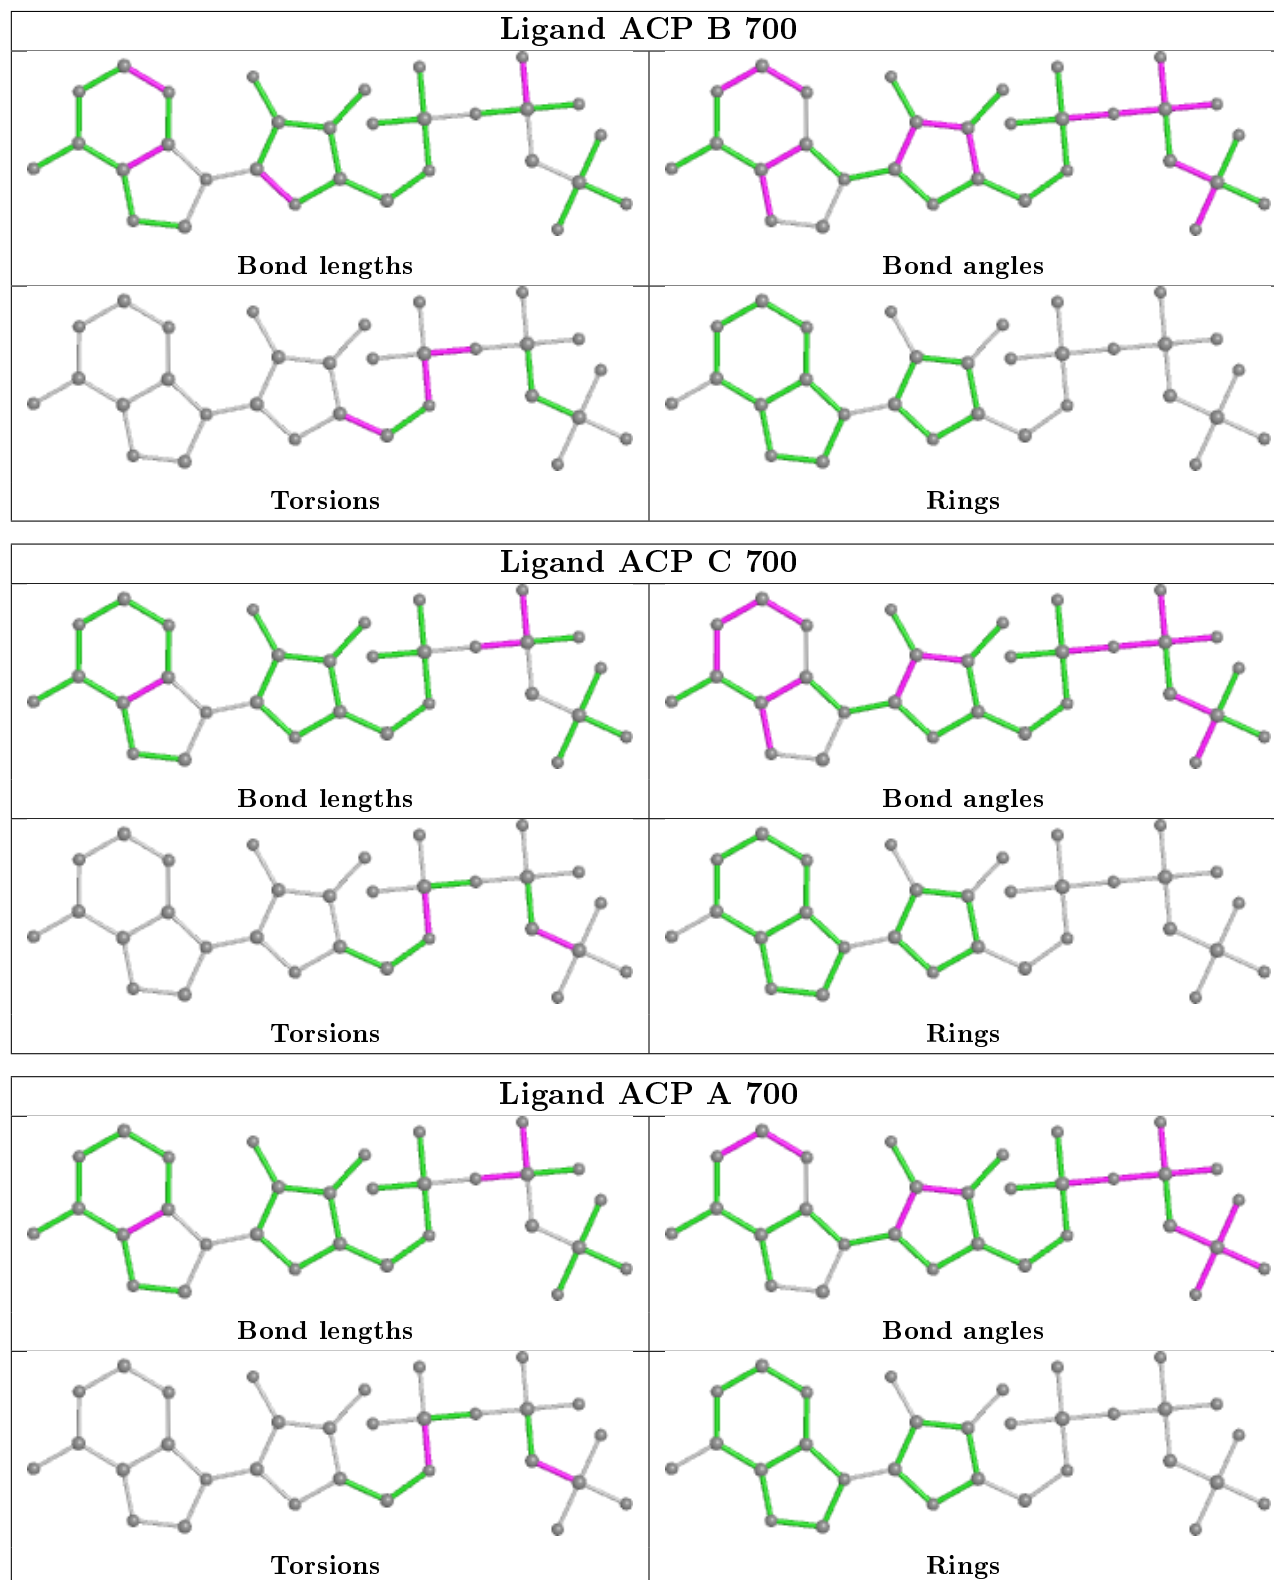 Ligand ACP B 700
Bond lengths
Bond angles
Torsions
Rings
Ligand ACP C 700
Bond lengths
Bond angles
Torsions
Rings
Ligand ACP A 700
Bond lengths
Bond angles
Torsions
Rings